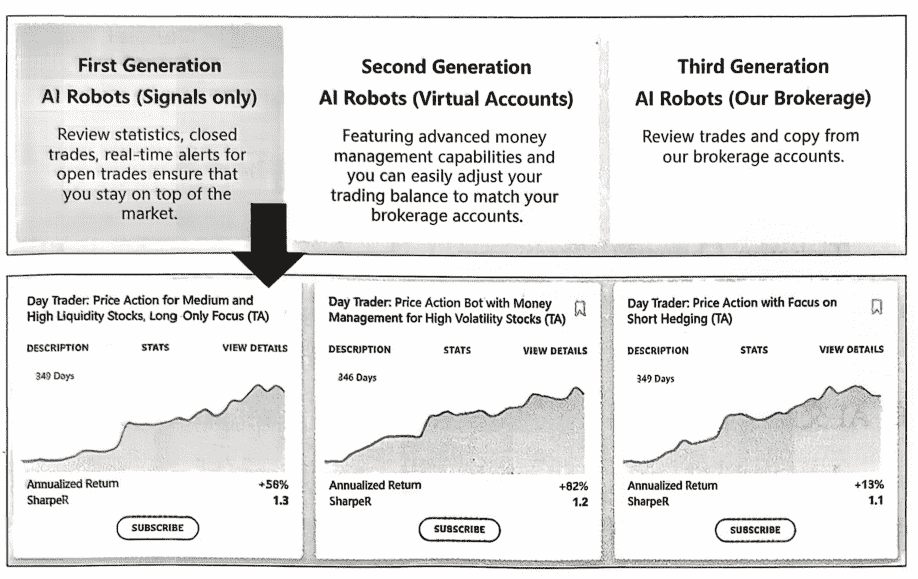 First Generation
AI Robots (Signals only)
Review statistics, closed
trades, real-time alerts for
open trades ensure that
you stay on top of the
market.
Second Generation
AI Robots (Virtual Accounts)
Featuring advanced money
management capabilities and
you can easily adjust your
trading balance to match your
brokerage accounts.
Third Generation
AI Robots (Our Brokerage)
Review trades and copy from
our brokerage accounts.
Day Trader: Price Action for Medium and
High Liquidity Stocks, Long-Only Focus (TA)
DESCRIPTION STATS VIEW DETAILS
349 Days
Annualized Return +56%
SharpeR 1.3
SUBSCRIBE
Day Trader: Price Action Bot with Money
Management for High Volatility Stocks (TA)
DESCRIPTION STATS VIEW DETAILS
346 Days
Annualized Return +82%
SharpeR 1.2
SUBSCRIBE
Day Trader: Price Action with Focus on
Short Hedging (TA)
DESCRIPTION STATS VIEW DETAILS
349 Days
Annualized Return +13%
SharpeR 1.1
SUBSCRIBE